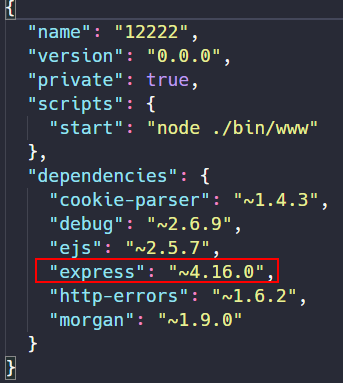 {
"name": "12222",
"version": "0.0.0",
"private": true,
"scripts": {
"start": "node ./bin/www"
},
"dependencies": {
"cookie-parser": "~1.4.3",
"debug": "~2.6.9",
"ejs": "~2.5.7",
"express": "~4.16.0",
"http-errors": "~1.6.2",
"morgan": "~1.9.0"
}
}